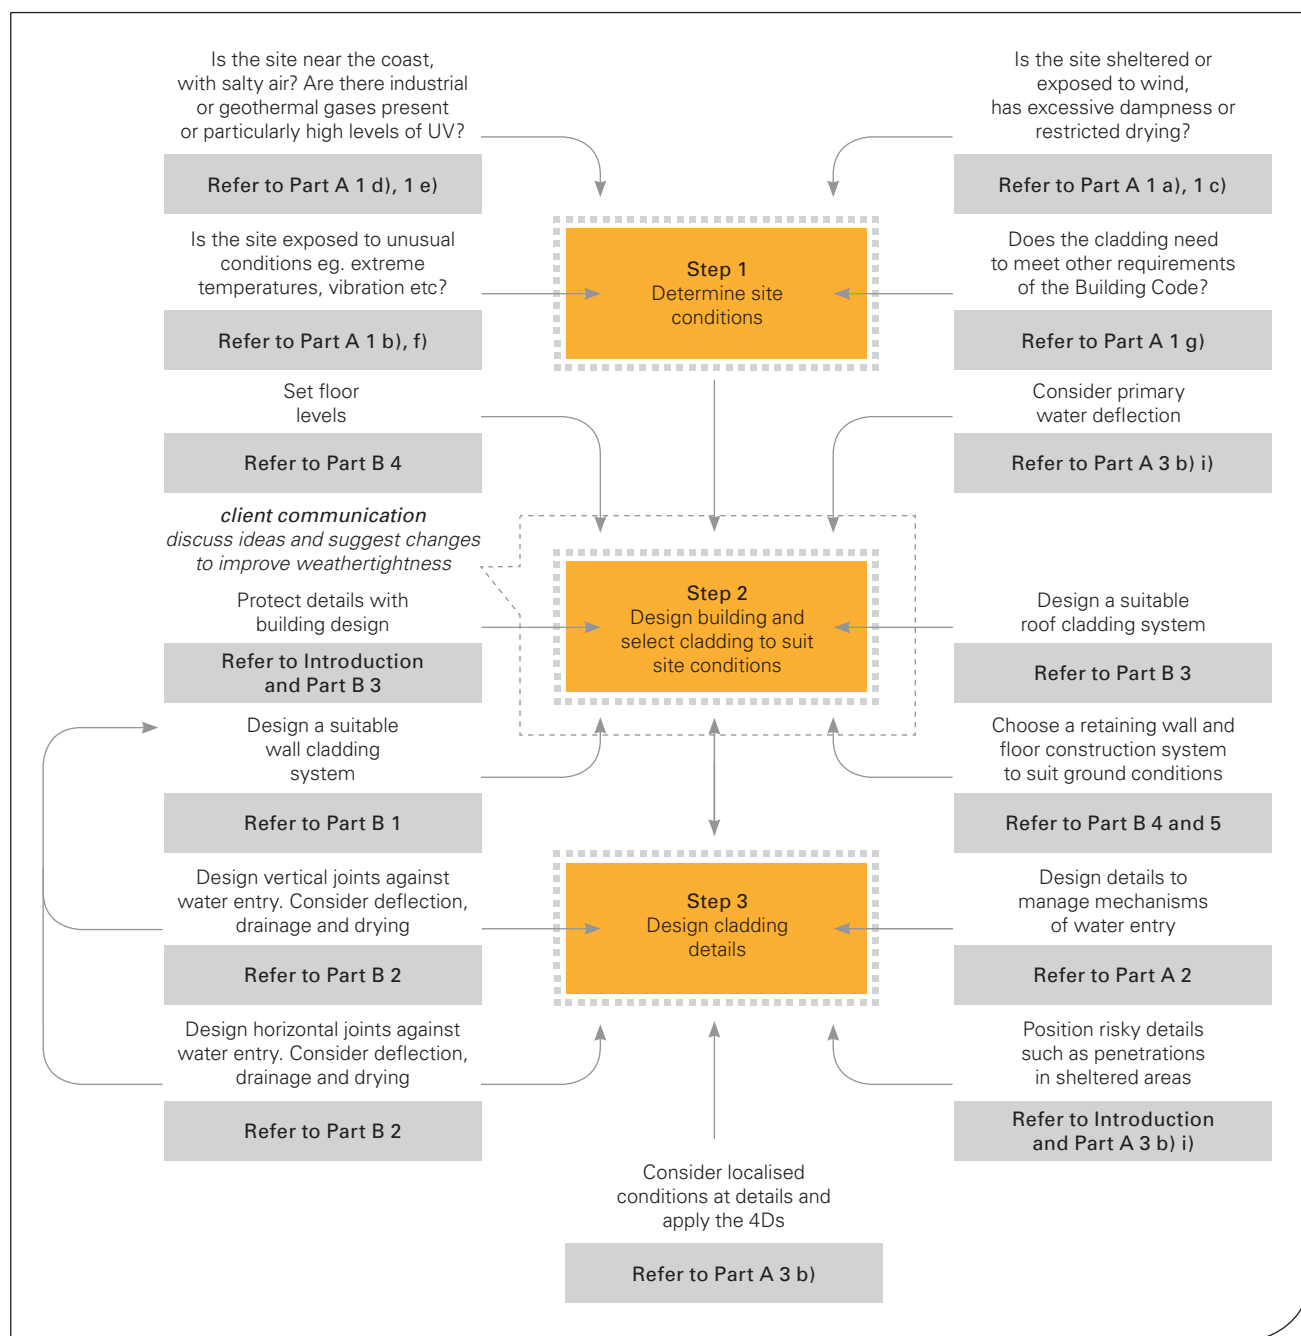 Is the site near the coast,
with salty air? Are there industrial
or geothermal gases present
or particularly high levels of UV?
Refer to Part A 1 d), 1 e)
Is the site sheltered or
exposed to wind,
has excessive dampness or
restricted drying?
Refer to Part A 1 a), 1 c)
Is the site exposed to unusual
conditions eg. extreme
temperatures, vibration etc?
Refer to Part A 1 b), f)
Step 1
Determine site
conditions
Does the cladding need
to meet other requirements
of the Building Code?
Refer to Part A 1 g)
Set floor
levels
Refer to Part B 4
Consider primary
water deflection
Refer to Part A 3 b) i)
client communication
discuss ideas and suggest changes
to improve weathertightness
Protect details with
building design
Refer to Introduction
and Part B 3
Step 2
Design building and
select cladding to suit
site conditions
Design a suitable
roof cladding system
Refer to Part B 3
Design a suitable
wall cladding
system
Refer to Part B 1
Choose a retaining wall and
floor construction system
to suit ground conditions
Refer to Part B 4 and 5
Design vertical joints against
water entry. Consider deflection,
drainage and drying
Refer to Part B 2
Step 3
Design cladding
details
Design details to
manage mechanisms
of water entry
Refer to Part A 2
Design horizontal joints against
water entry. Consider deflection,
drainage and drying
Refer to Part B 2
Position risky details
such as penetrations
in sheltered areas
Refer to Introduction
and Part A 3 b) i)
Consider localised
conditions at details and
apply the 4Ds
Refer to Part A 3 b)